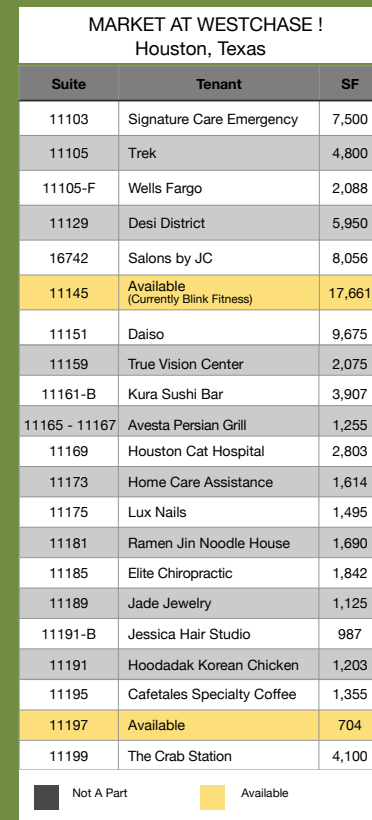 MARKET AT WESTCHASE !
Houston, Texas
Suite Tenant SF
11103 Signature Care Emergency 7,500
11105 Trek 4,800
11105-F Wells Fargo 2,088
11129 Desi District 5,950
16742 Salons by JC 8,056
11145 Available (Currently Blink Fitness) 17,661
11151 Daiso 9,675
11159 True Vision Center 2,075
11161-B Kura Sushi Bar 3,907
11165 - 11167 Avesta Persian Grill 1,255
11169 Houston Cat Hospital 2,803
11173 Home Care Assistance 1,614
11175 Lux Nails 1,495
11181 Ramen Jin Noodle House 1,690
11185 Elite Chiropractic 1,842
11189 Jade Jewelry 1,125
11191-B Jessica Hair Studio 987
11191 Hoodadak Korean Chicken 1,203
11195 Cafetales Specialty Coffee 1,355
11197 Available 704
11199 The Crab Station 4,100
Not A Part Available